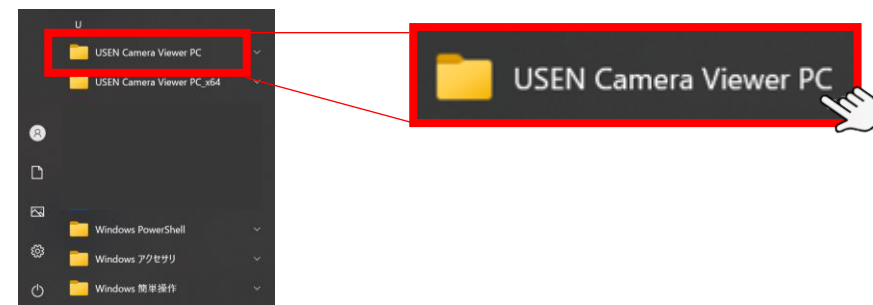 U
USEN Camera Viewer PC
USEN Camera Viewer PC_x64
Windows PowerShell
Windows アクセサリ
Windows 簡単操作
USEN Camera Viewer PC